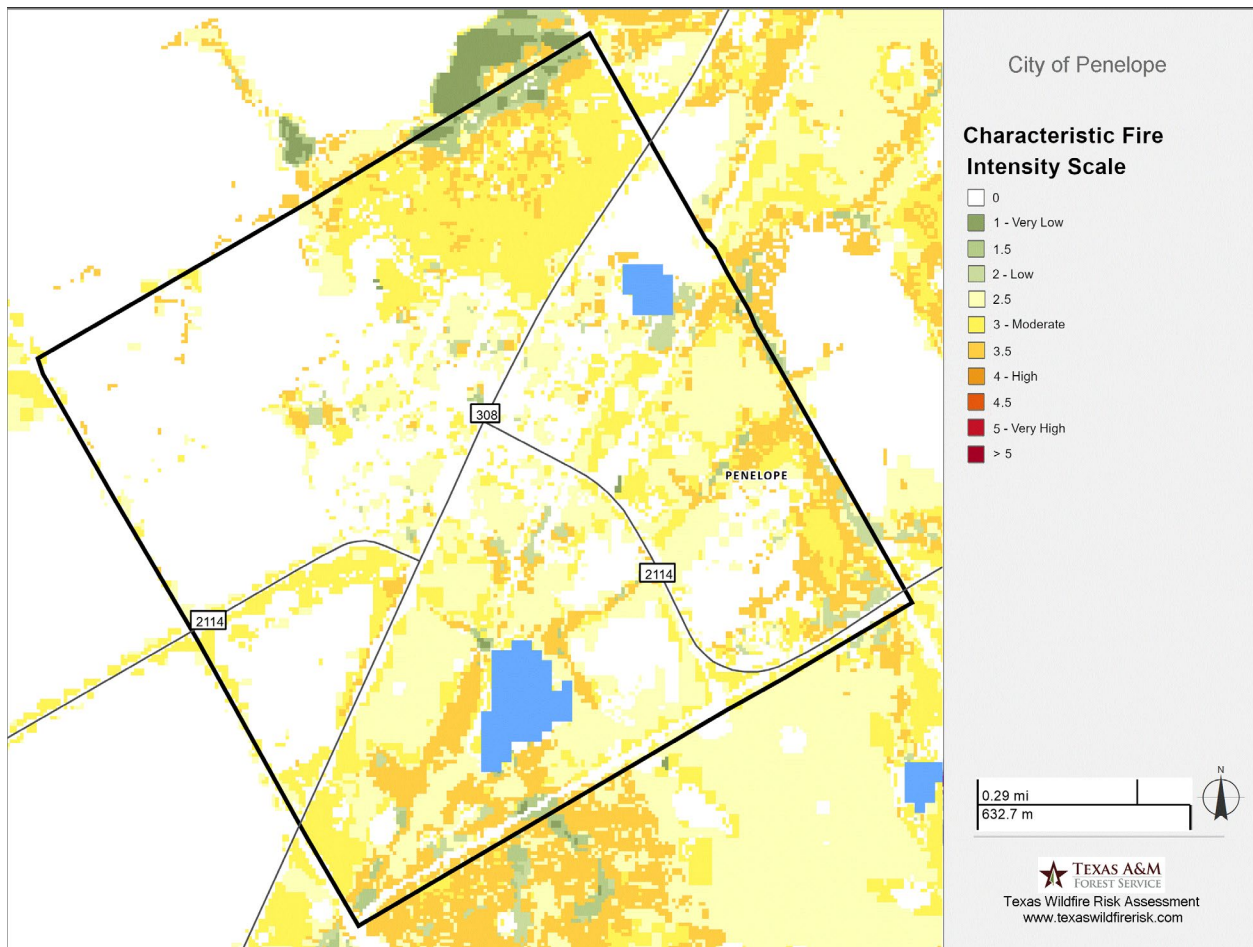 City of Penelope
Characteristic Fire
Intensity Scale
0
1 - Very Low
1.5
2 - Low
2.5
3 - Moderate
3.5
4 - High
4.5
5 - Very High
> 5
308
PENELOPE
2114
2114
N
0.29 mi
632.7 m
TEXAS A&M
FOREST SERVICE
Texas Wildfire Risk Assessment
www.texaswildfirerisk.com